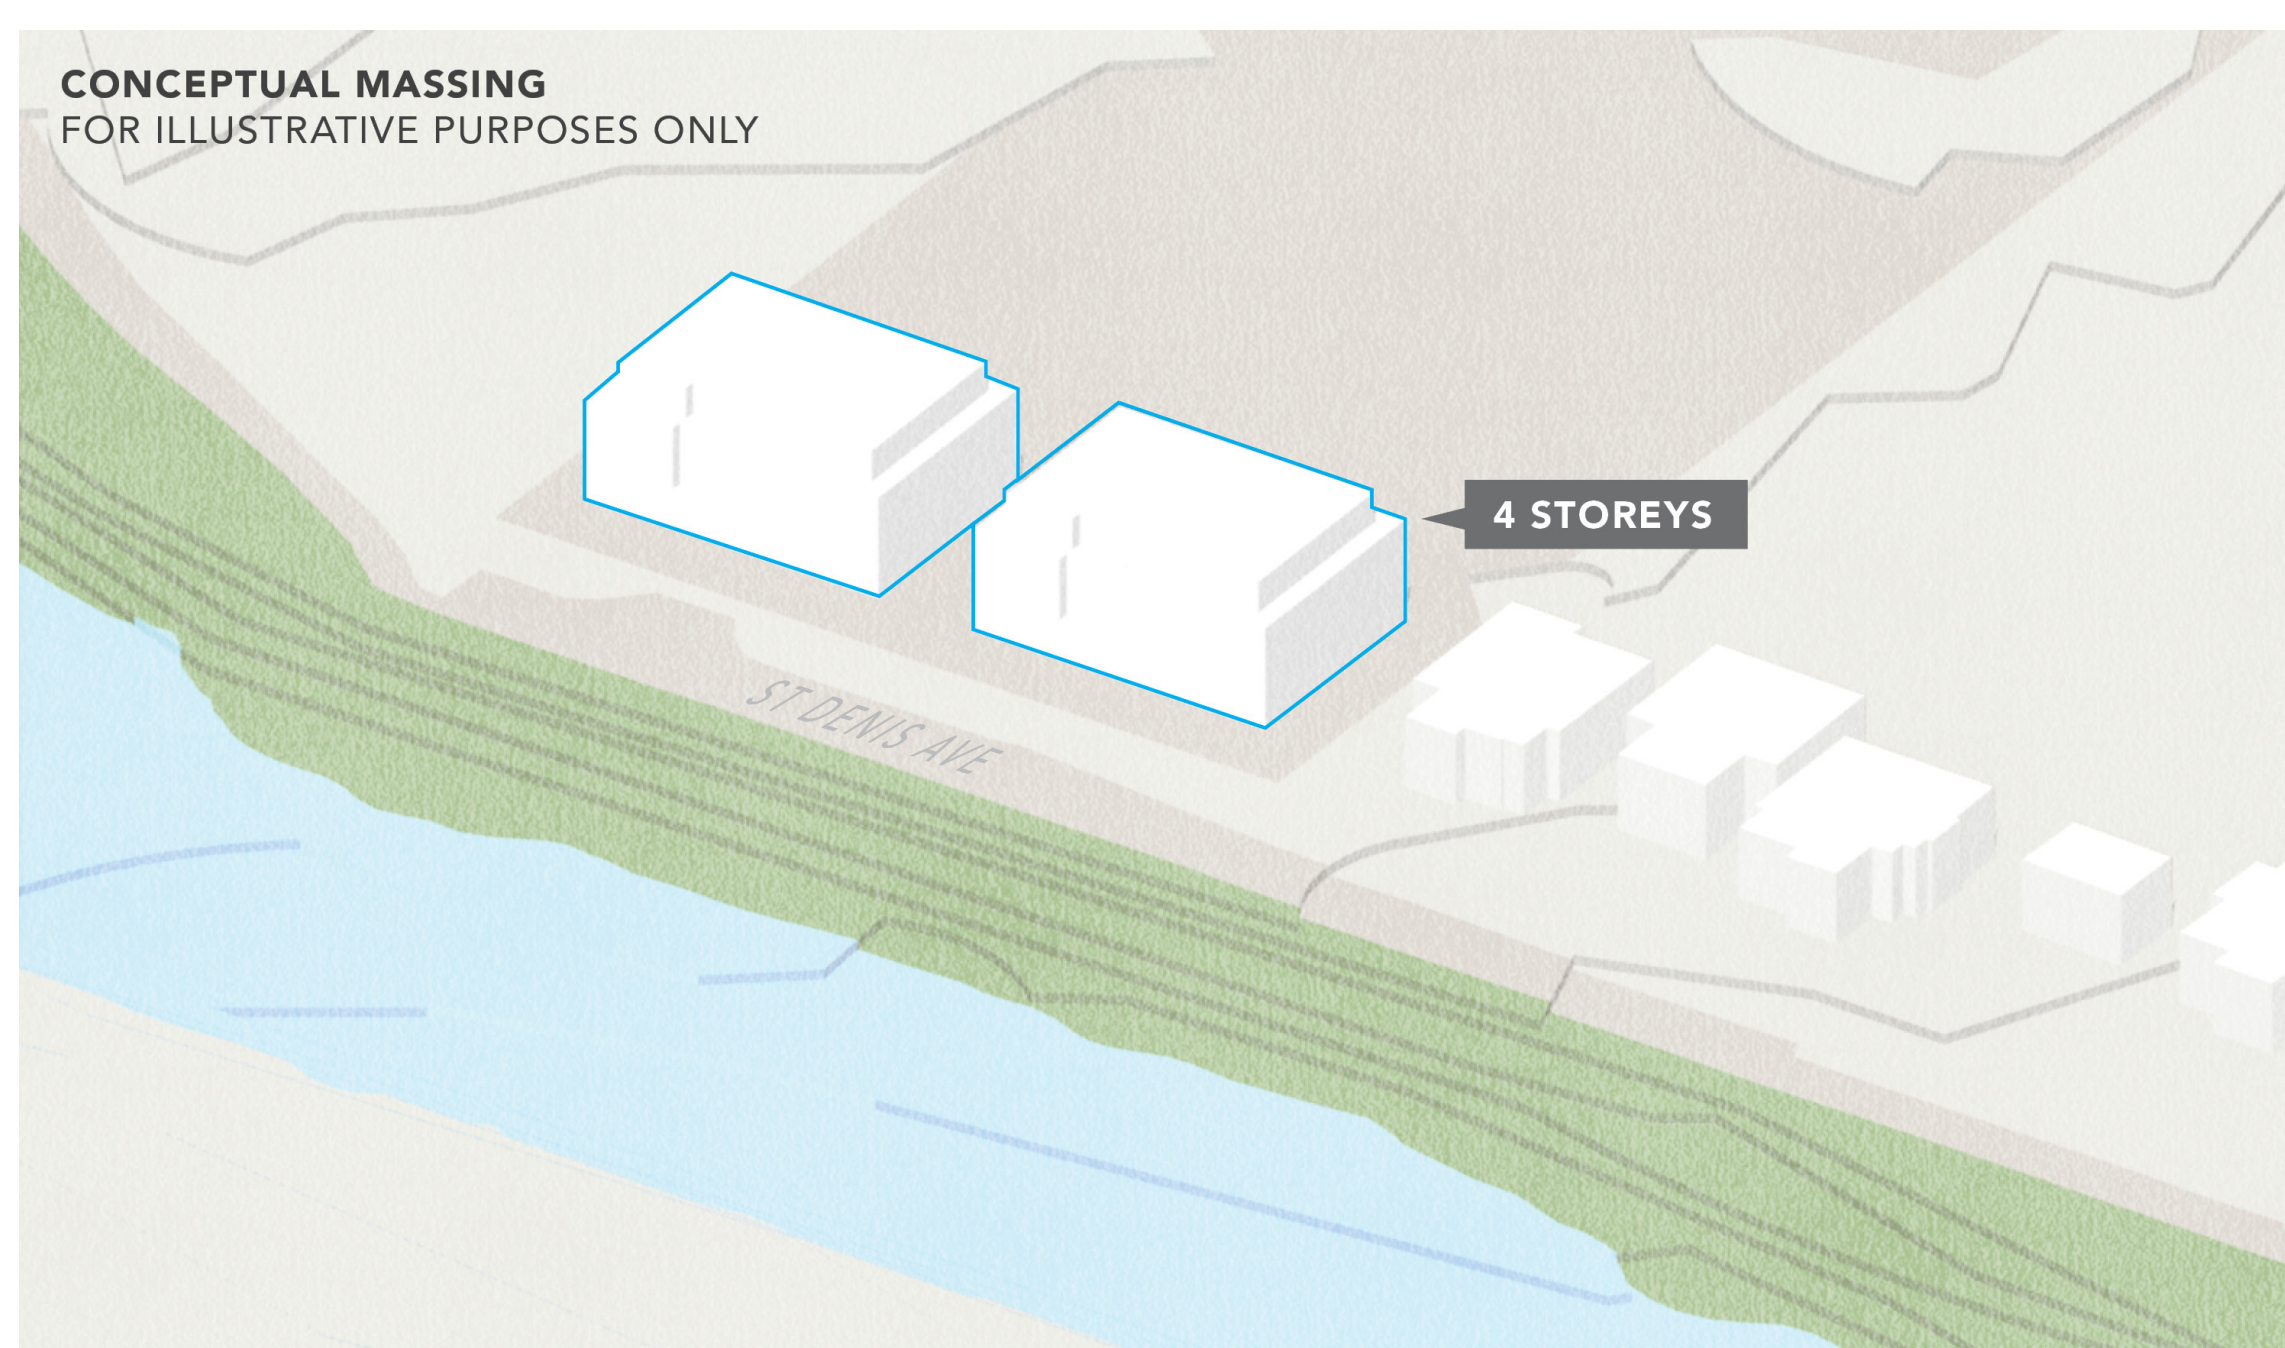 CONCEPTUAL MASSING
FOR ILLUSTRATIVE PURPOSES ONLY
4 STOREYS
ST DENIS AVE